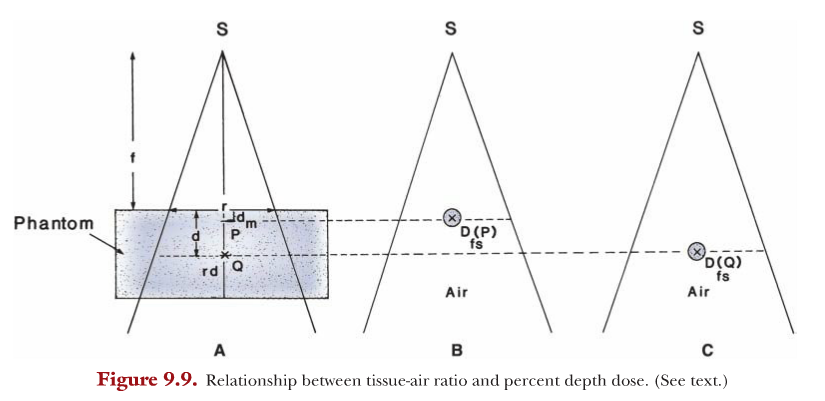 S S S
f
Phantom
r
d dm
P
rd Q
D(P)
fs
D(Q)
fs
Air Air
A B C
Figure 9.9. Relationship between tissue-air ratio and percent depth dose. (See text.)